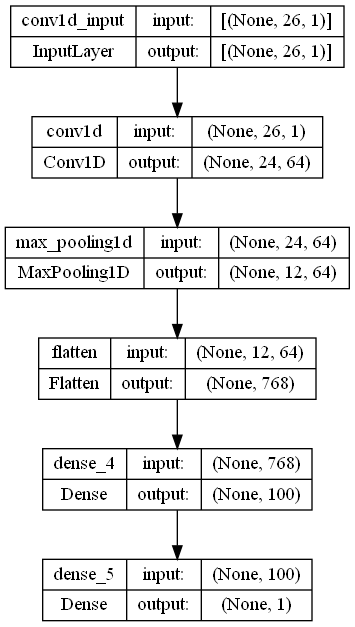 conv1d_input input: [(None, 26, 1)]
InputLayer output: [(None, 26, 1)]
conv1d input: (None, 26, 1)
Conv1D output: (None, 24, 64)
max_pooling1d input: (None, 24, 64)
MaxPooling1D output: (None, 12, 64)
flatten input: (None, 12, 64)
Flatten output: (None, 768)
dense_4 input: (None, 768)
Dense output: (None, 100)
dense_5 input: (None, 100)
Dense output: (None, 1)